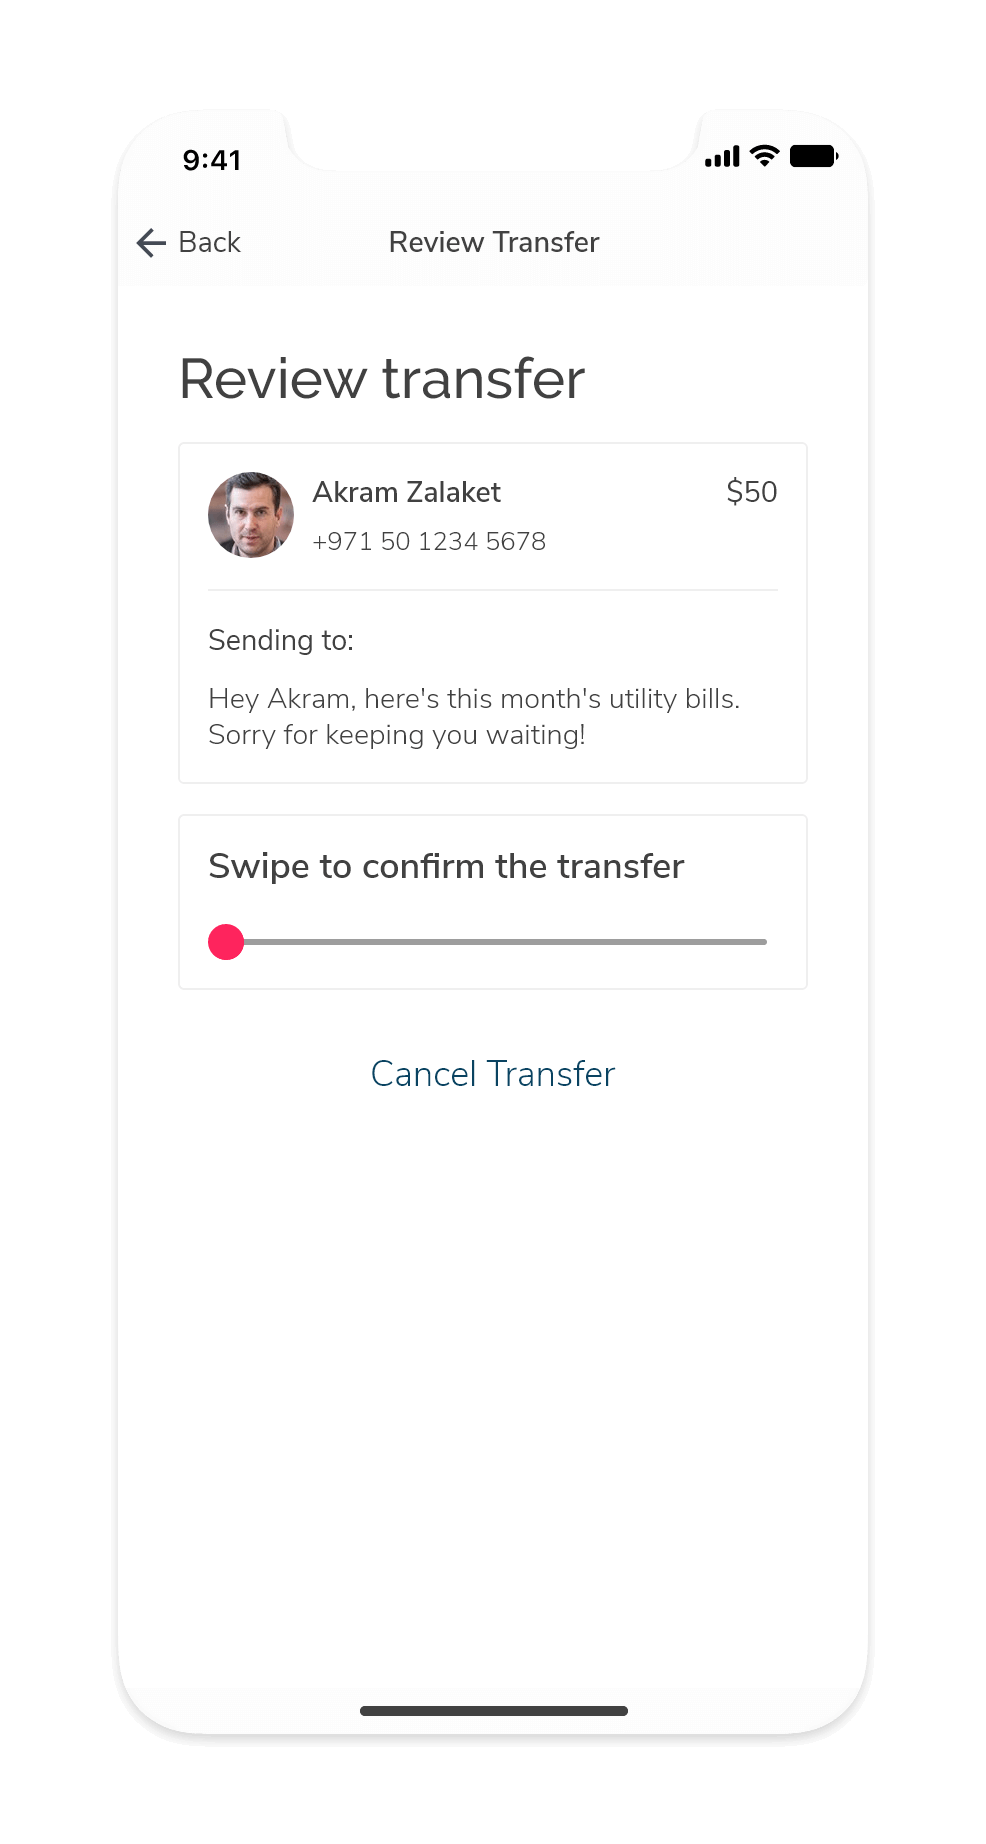 9:41
Back
Review Transfer
Review transfer
Akram Zalaket
$50
+971 50 1234 5678
Sending to:
Hey Akram, here's this month's utility bills.
Sorry for keeping you waiting!
Swipe to confirm the transfer
Cancel Transfer